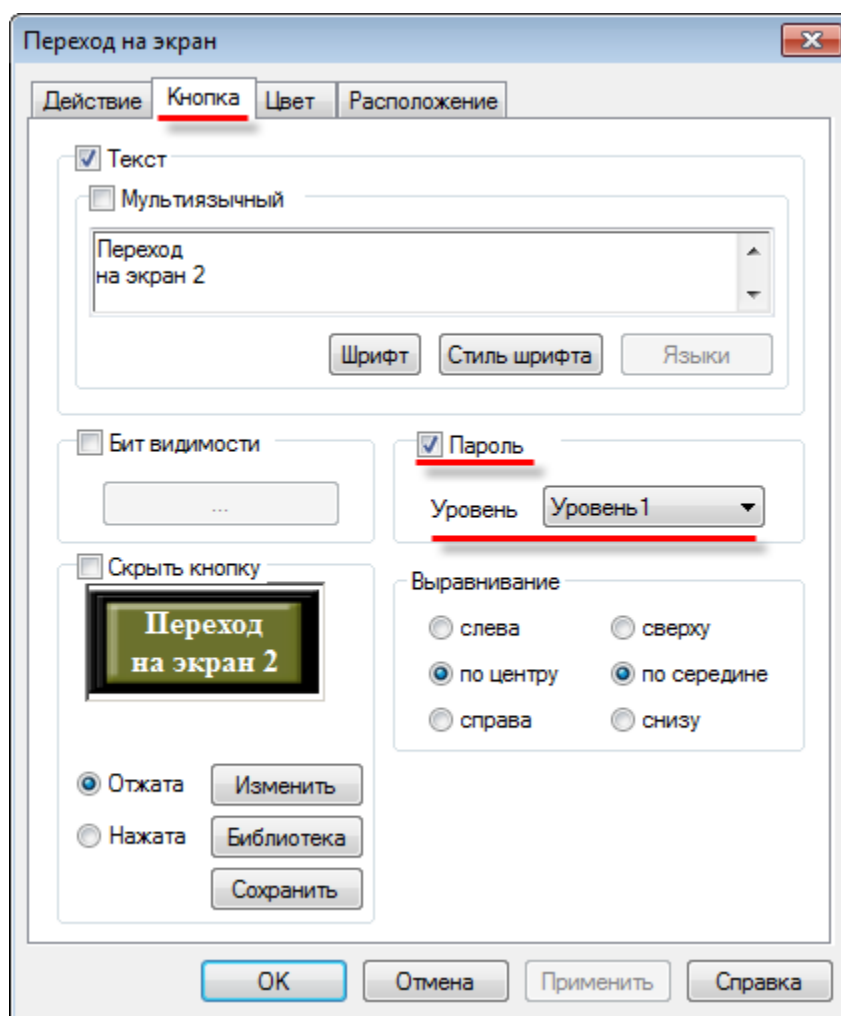 Переход на экран
Действие Кнопка Цвет Расположение
Текст
Мультиязычный
Переход
на экран 2
Шрифт Стиль шрифта Языки
Бит видимости
Пароль
...
Уровень Уровень1
Скрыть кнопку
Выравнивание
Переход
на экран 2
слева сверху
по центру по середине
справа снизу
Отжата Изменить
Нажата Библиотека
Сохранить
OK Отмена Применить Справка